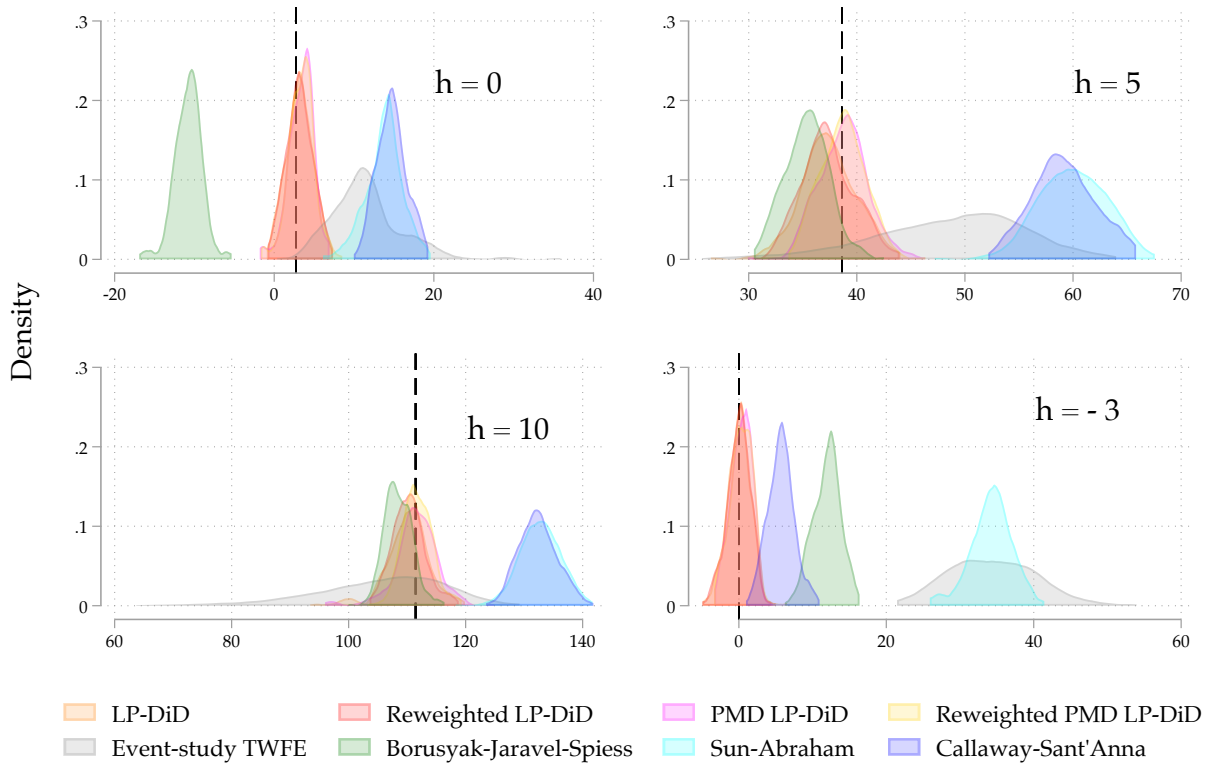 Density
.3
.2
.1
0
-20
0
20
40
h = 0
.3
.2
.1
0
30
40
50
60
70
h = 5
.3
.2
.1
0
60
80
100
120
140
h = 10
.3
.2
.1
0
0
20
40
60
h = - 3
LP-DiD
Reweighted LP-DiD
PMD LP-DiD
Reweighted PMD LP-DiD
Event-study TWFE
Borusyak-Jaravel-Spiess
Sun-Abraham
Callaway-Sant'Anna